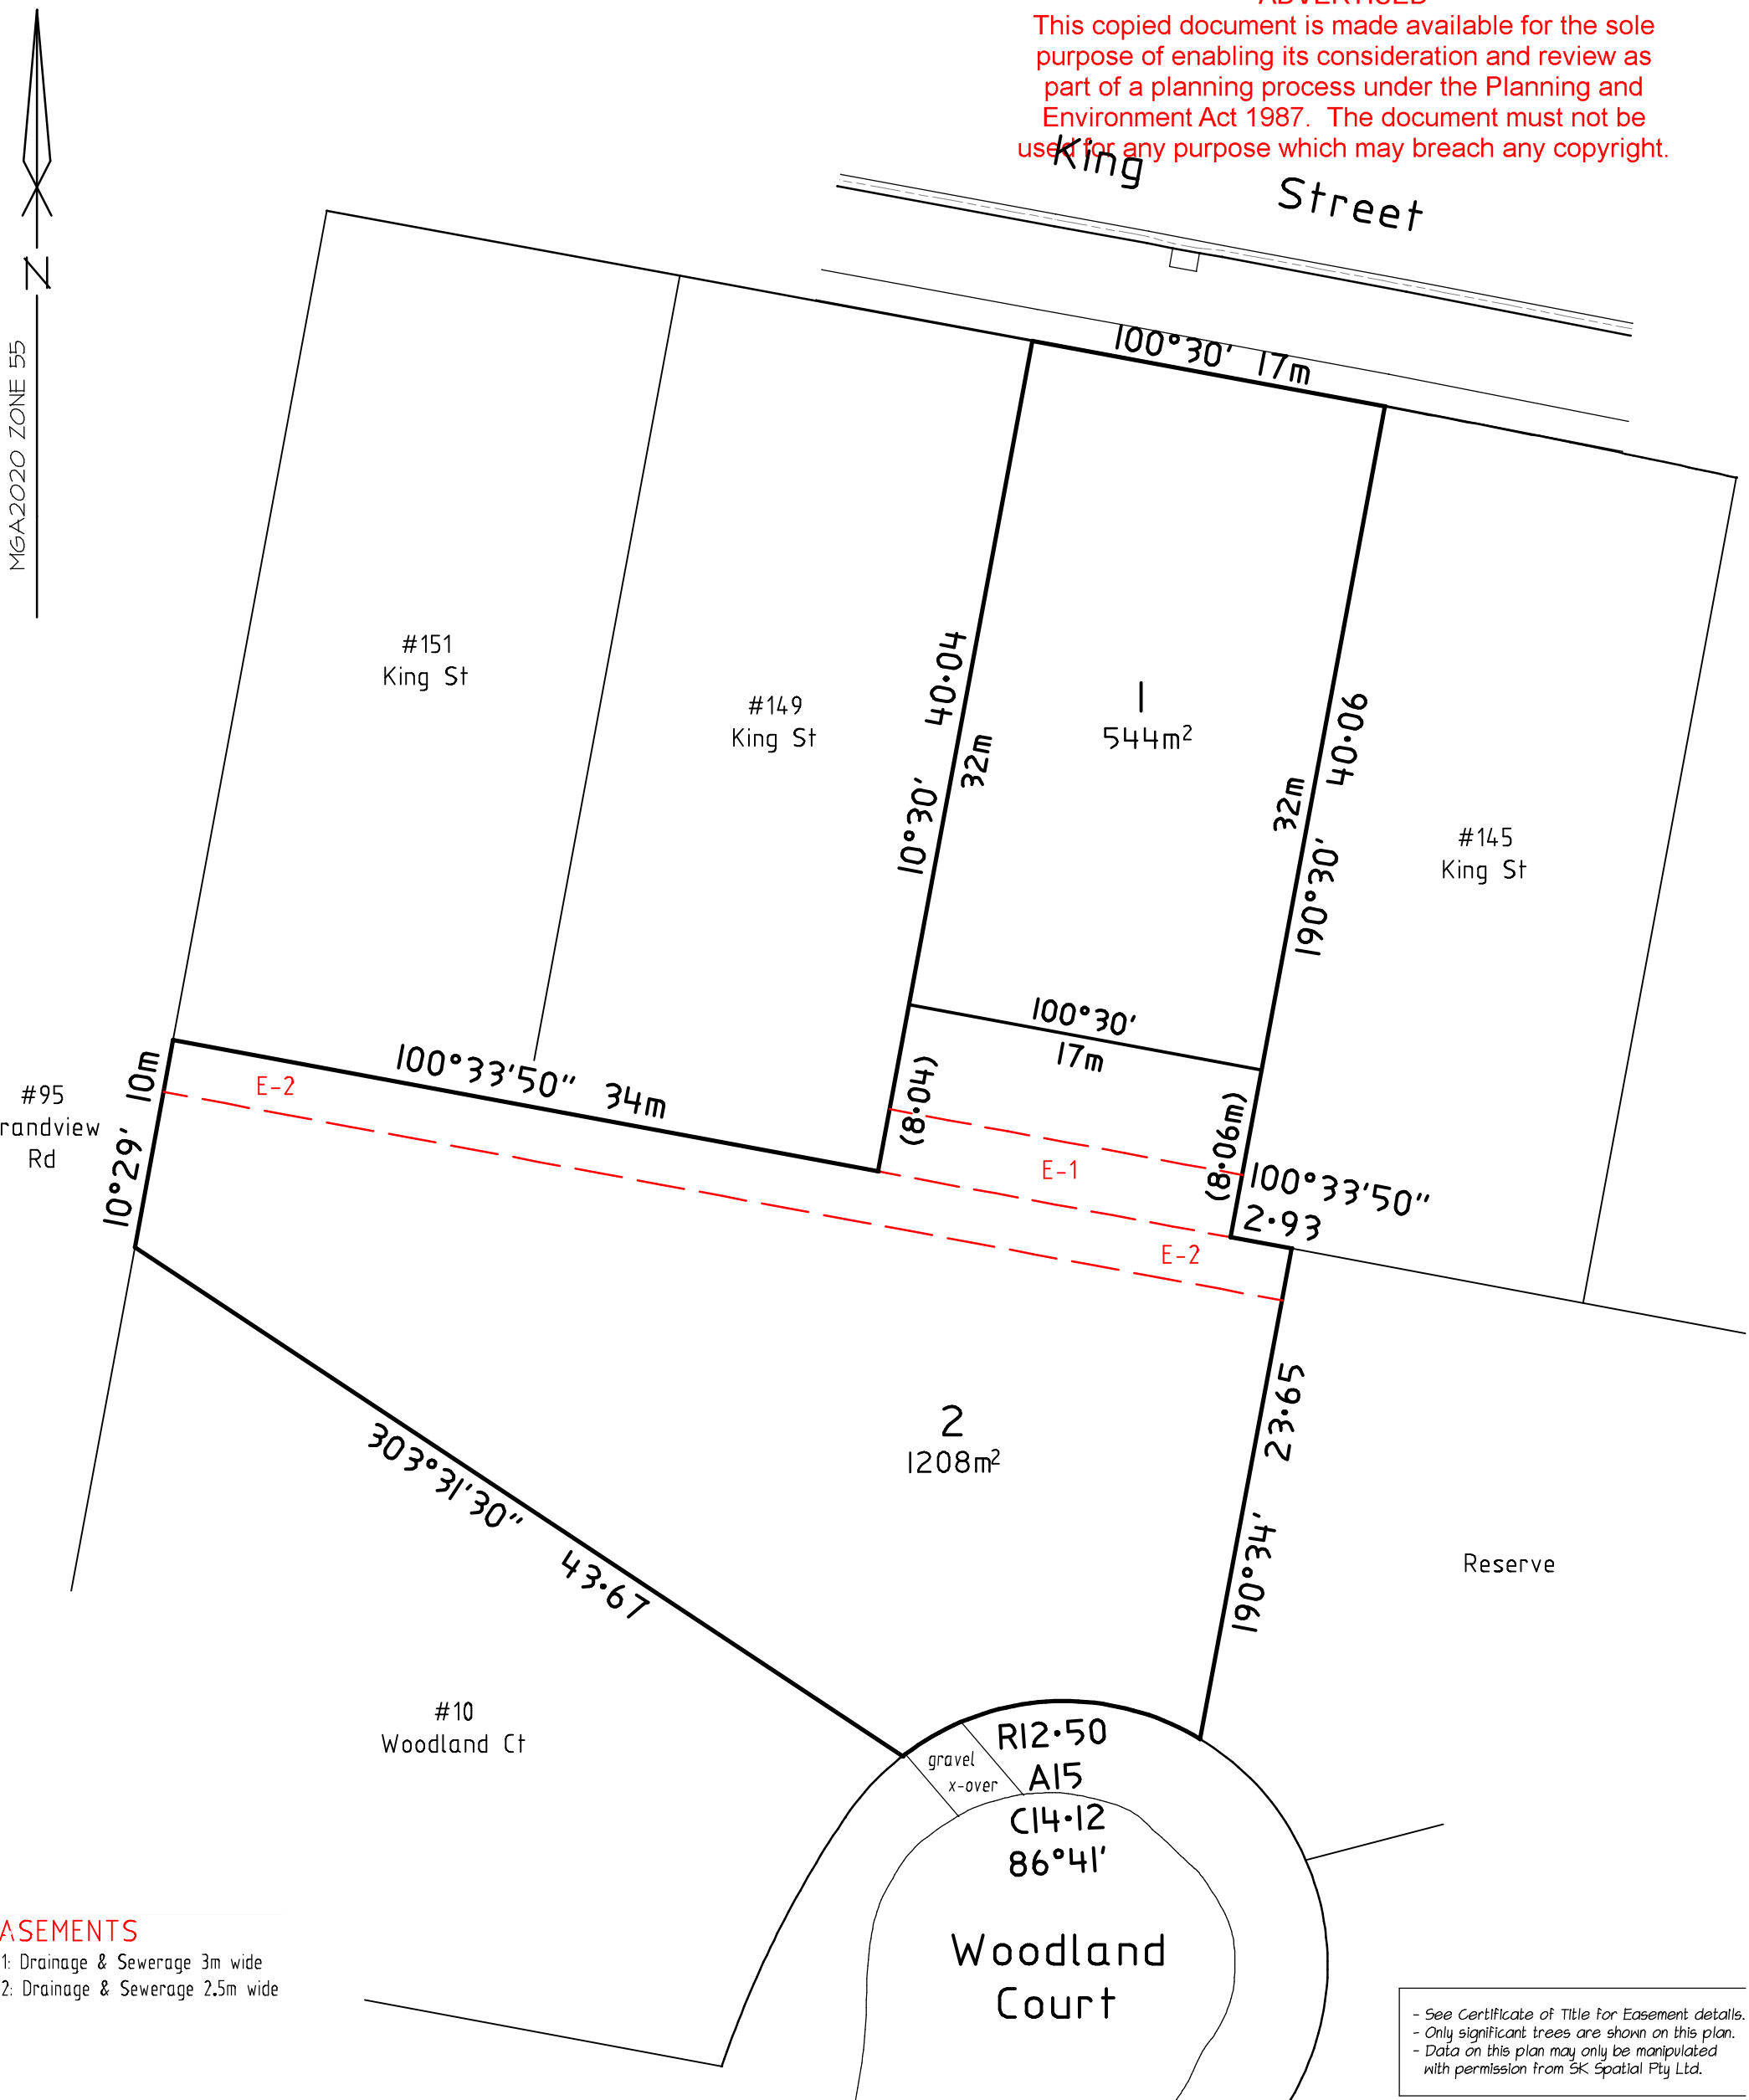 This copied document is made available for the sole
purpose of enabling its consideration and review as
part of a planning process under the Planning and
Environment Act 1987. The document must not be
used for any purpose which may breach any copyright.
King Street
N
MGA2020 ZONE 55
100°30' 17m
#151
King St
#149
King St
40·04
32m
10°30'
1
544m²
40·06
32m
190°30'
#145
King St
100°30'
17m
#95
Rd
10m
10°29'
E-2
100°33'50" 34m
(8·04)
(8·06m)
E-1
100°33'50"
2·93
E-2
2
1208m²
23·65
190°34'
Reserve
303°31'30"
43·67
#10
Woodland Ct
gravel
x-over
R12·50
A15
C14·12
86°41'
Woodland
Court
ASEMENTS
1: Drainage & Sewerage 3m wide
2: Drainage & Sewerage 2.5m wide
- See Certificate of Title for Easement details.
- Only significant trees are shown on this plan.
- Data on this plan may only be manipulated
with permission from SK Spatial Pty Ltd.